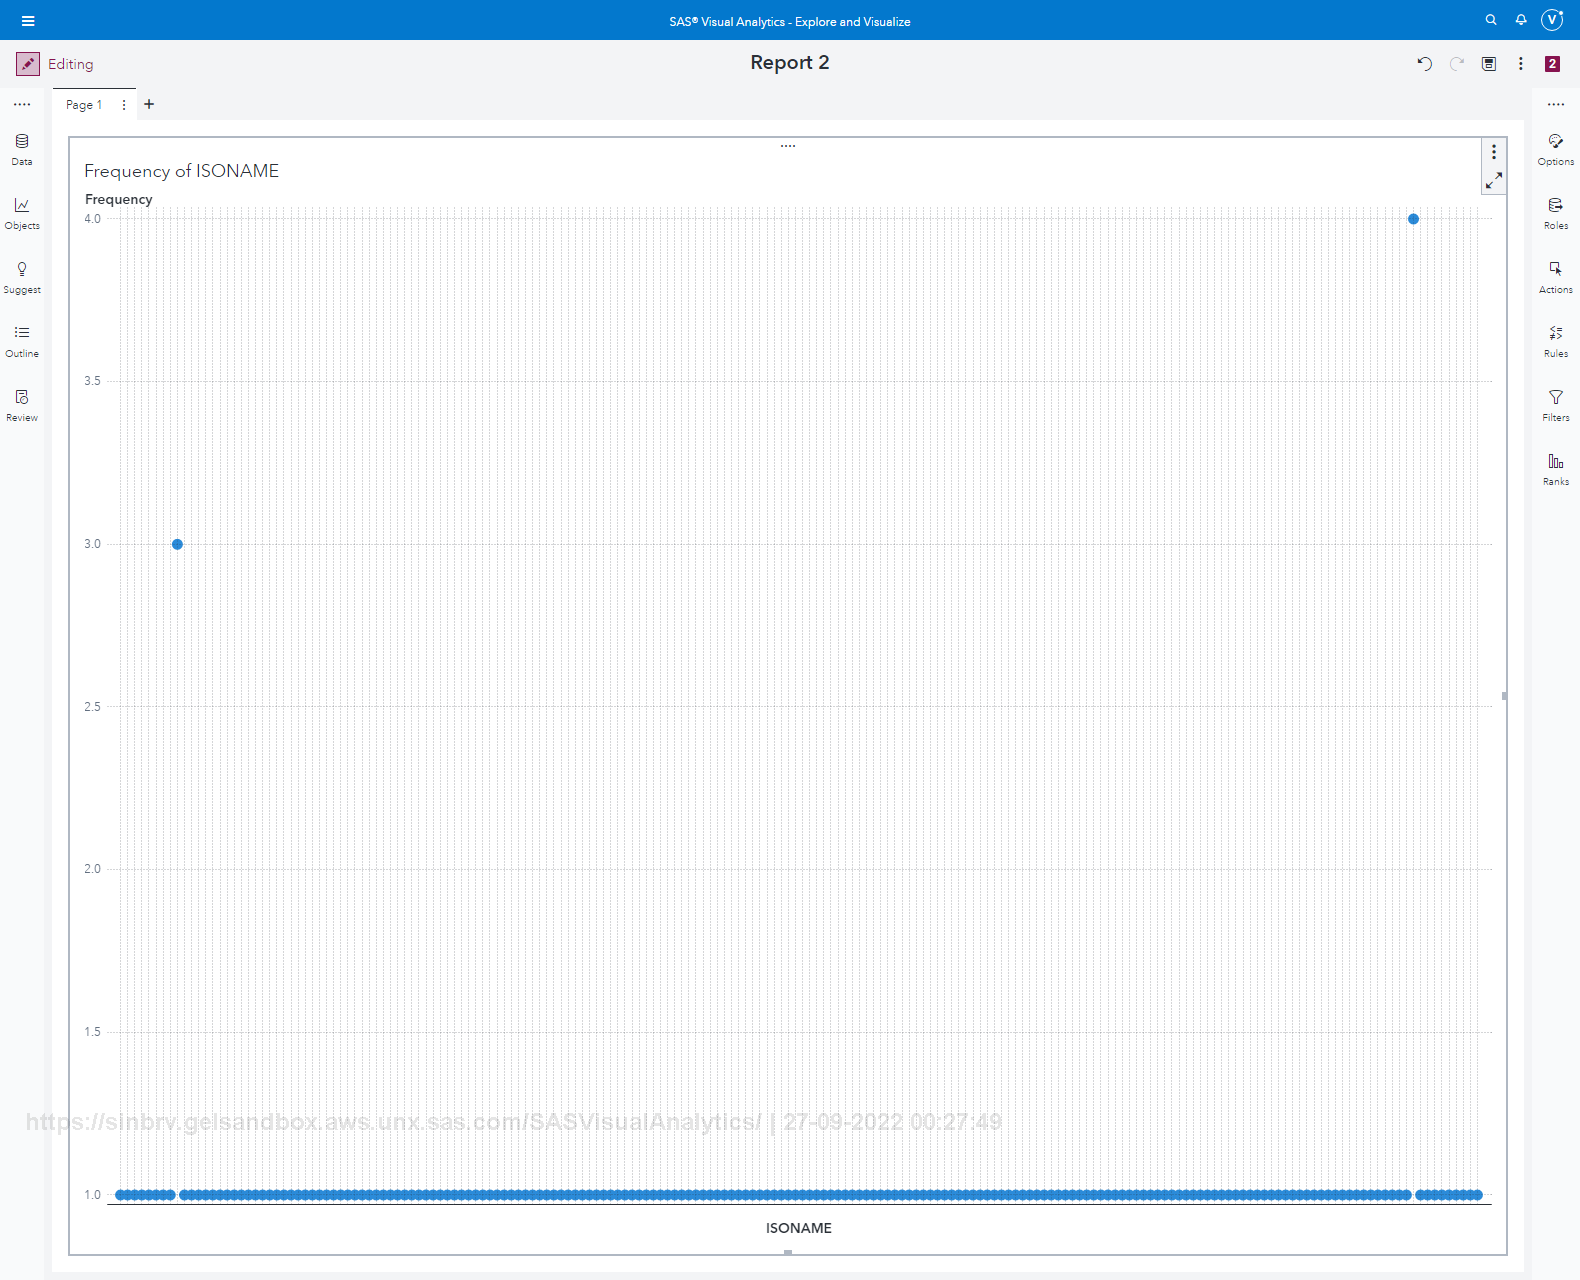 SAS® Visual Analytics - Explore and Visualize
V
Editing
Report 2
2
Page 1
Data
Objects
Suggest
Outline
Review
Options
Roles
Actions
Rules
Filters
Ranks
Frequency of ISONAME
Frequency
4.0
3.5
3.0
2.5
2.0
1.5
https://sinbrv.gelsandbox.aws.unx.sas.com/SASVisualAnalytics/ | 27-09-2022 00:27:49
1.0
ISONAME